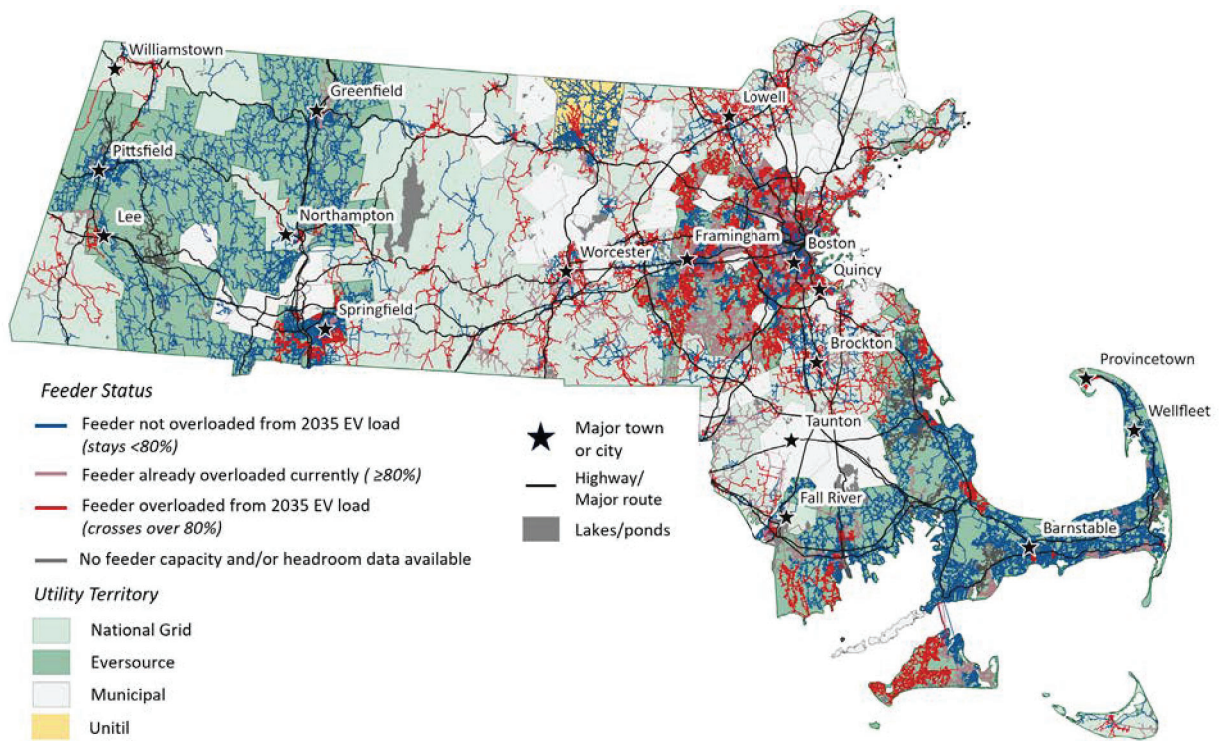 Williamstown
Greenfield
Lowell
Pittsfield
Lee
Northampton
Worcester
Framingham
Boston
Quincy
Springfield
Brockton
Provincetown
Wellfleet
Taunton
Fall River
Barnstable
Feeder Status
Feeder not overloaded from 2035 EV load
(stays <80%)
Feeder already overloaded currently ( ≥80%)
Feeder overloaded from 2035 EV load
(crosses over 80%)
No feeder capacity and/or headroom data available
Utility Territory
National Grid
Eversource
Municipal
Unitil
Major town
or city
Highway/
Major route
Lakes/ponds